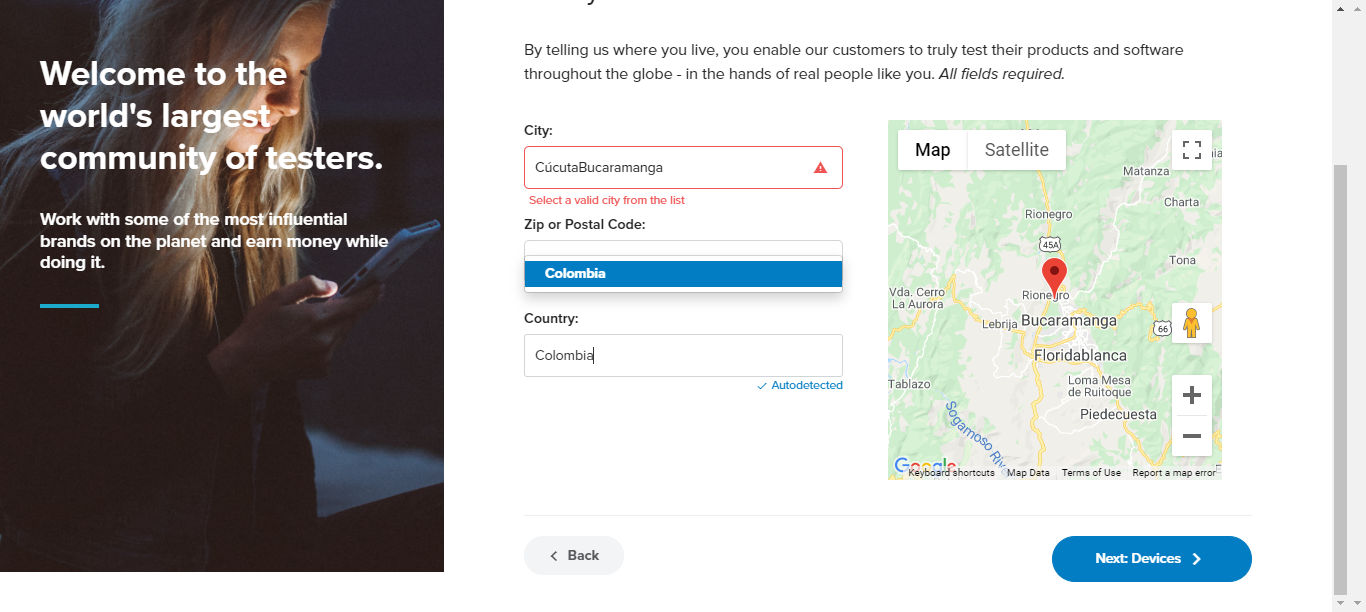 Welcome to the
world's largest
community of testers.
Work with some of the most influential
brands on the planet and earn money while
doing it.
By telling us where you live, you enable our customers to truly test their products and software
throughout the globe - in the hands of real people like you. All fields required.
City:
CúcutaBucaramanga
Select a valid city from the list
Zip or Postal Code:
Colombia
Country:
Colombia
Autodetected
Map
Satellite
Matanza
Charta
Rionegro
45A
Tona
Vda. Cerro
La Aurora
Rionegro
Lebrija
Bucaramanga
66
Floridablanca
Tablazo
Loma Mesa
de Ruitoque
Piedecuesta
Sogamoso
Google
Keyboard shortcuts
Map Data
Terms of Use
Report a map error
Back
Next: Devices